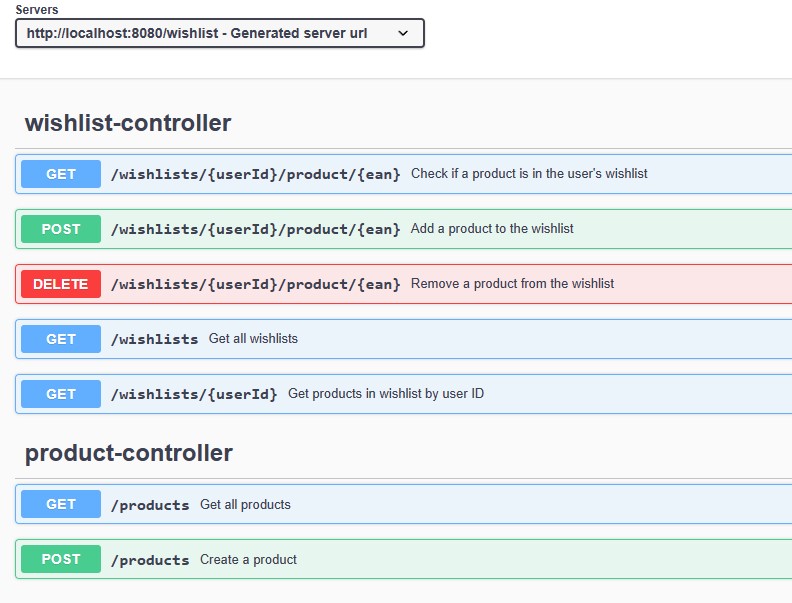 Servers
http://localhost:8080/wishlist - Generated server url
wishlist-controller
GET /wishlists/{userId}/product/{ean} Check if a product is in the user's wishlist
POST /wishlists/{userId}/product/{ean} Add a product to the wishlist
DELETE /wishlists/{userId}/product/{ean} Remove a product from the wishlist
GET /wishlists Get all wishlists
GET /wishlists/{userId} Get products in wishlist by user ID
product-controller
GET /products Get all products
POST /products Create a product